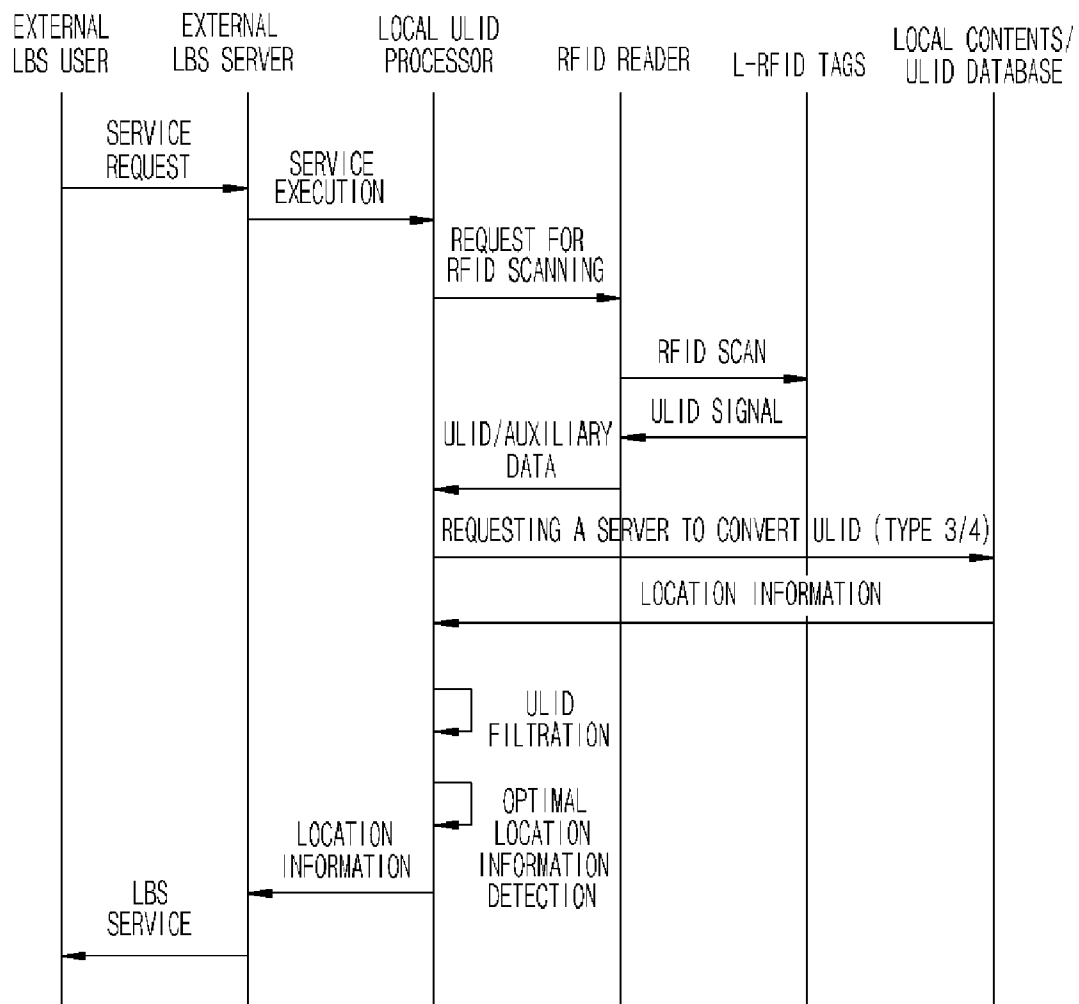 EXTERNAL
LBS USER
EXTERNAL
LBS SERVER
LOCAL ULID
PROCESSOR
RFID READER
L-RFID TAGS
LOCAL CONTENTS/
ULID DATABASE
SERVICE
REQUEST
SERVICE
EXECUTION
REQUEST FOR
RFID SCANNING
RFID SCAN
ULID SIGNAL
ULID/AUXILIARY
DATA
REQUESTING A SERVER TO CONVERT ULID (TYPE 3/4)
LOCATION INFORMATION
ULID
FILTRATION
OPTIMAL
LOCATION
INFORMATION
DETECTION
LOCATION
INFORMATION
LBS
SERVICE